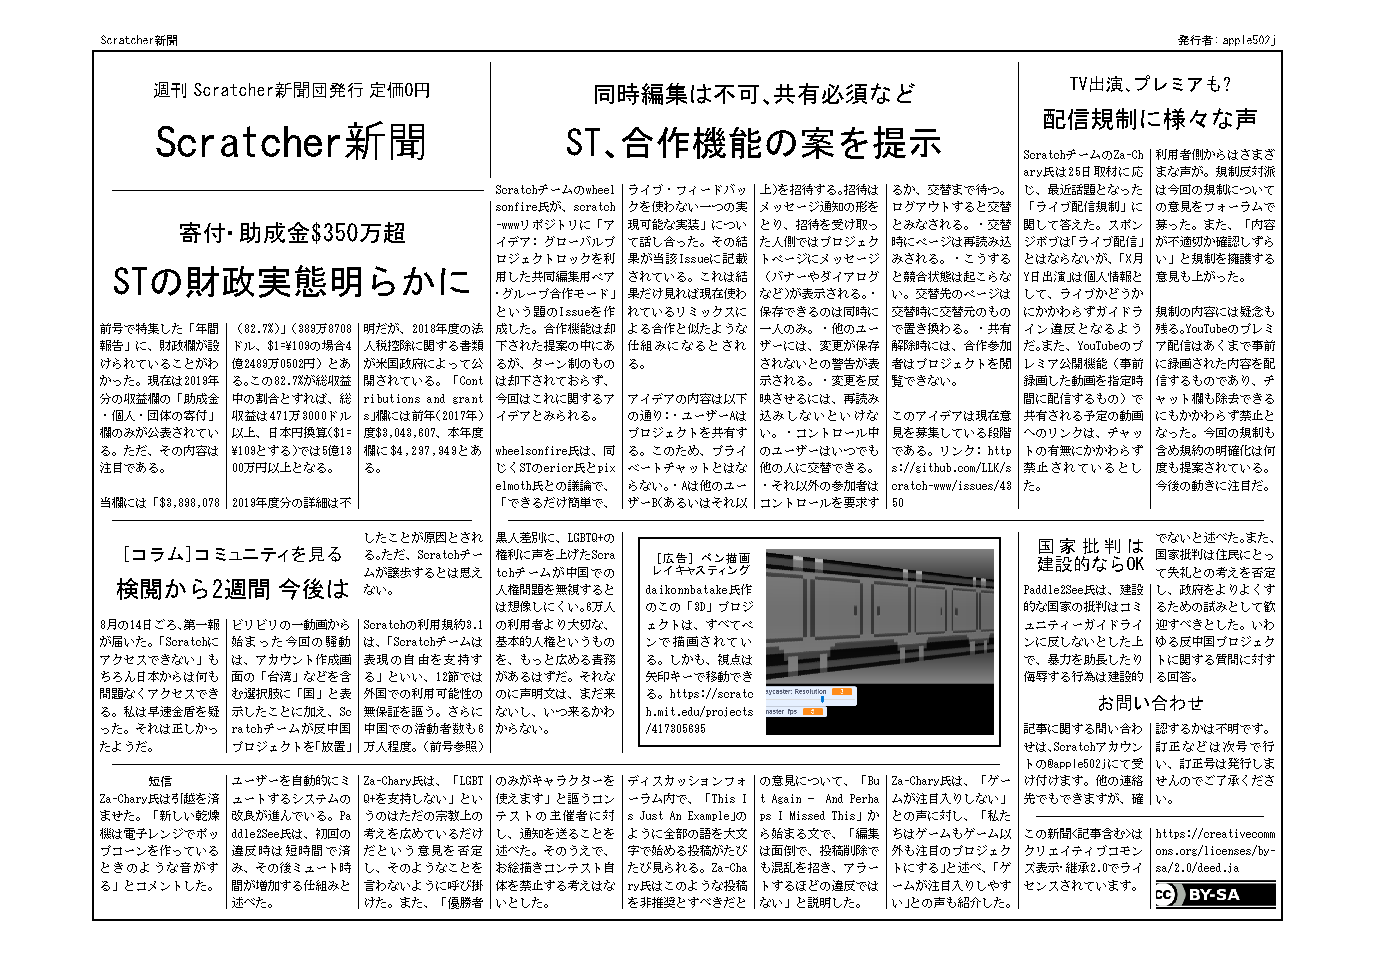 Scratcher新聞
発行者: apple502j
週刊 Scratcher新聞団発行 定価0円
Scratcher新聞
寄付・助成金$350万超
STの財政実態明らかに
前号で特集した「年間
報告」に、財政欄が設
けられていることがわ
かった。現在は2019年
分の収益欄の「助成金
・個人・団体の寄付」
欄のみが公表されてい
る。ただ、その内容は
注目である。
当欄には「$3,898,078
(82.7%)」(389万8708
ドル、$1=¥109の場合4
億2489万0502円) とあ
る。この82.7%が総収益
中の割合とすれば、総
収益は471万3000ドル
以上、日本円換算($1=
¥109とする)では5億13
00万円以上となる。
2019年度分の詳細は不
明だが、2018年度の法
人税控除に関する書類
が米国政府によって公
開されている。「Cont
ributions and grant
s」欄には前年(2017年)
度$3,043,607、本年度
欄に$4,297,949とあ
る。
同時編集は不可、共有必須など
ST、合作機能の案を提示
Scratchチームのwheel
sonfire氏が、scratch
-wwwリポジトリに「ア
イデア: グローバルプ
ロジェクトロックを利
用した共同編集用ペア
・グループ合作モード」
という題のIssueを作
成した。合作機能は却
下された提案の中にあ
るが、ターン制のもの
は却下されておらず、
今回はこれに関するア
イデアとみられる。
wheelsonfire氏は、同
じくSTのericr氏とpix
elmoth氏との議論で、
「できるだけ簡単で、
ライブ・フィードバッ
クを使わない一つの実
現可能な実装」につい
て話し合った。その結
果が当該Issueに記載
されている。これは結
果だけ見れば現在使わ
れているリミックスに
よる合作と似たような
仕組みになるとされ
る。
アイデアの内容は以下
の通り:・ユーザーAは
プロジェクトを共有す
る。このため、プライ
ベートチャットとはな
らない。・Aは他のユー
ザーB(あるいはそれ以
上)を招待する。招待は
メッセージ通知の形を
とり、招待を受け取っ
た人側ではプロジェク
トページにメッセージ
(バナーやダイアログ
など)が表示される。・
保存できるのは同時に
一人のみ。・他のユー
ザーには、変更が保存
されないとの警告が表
示される。・変更を反
映させるには、再読み
込みしないといけな
い。・コントロール中
のユーザーはいつでも
他の人に交替できる。
・それ以外の参加者は
コントロールを要求す
るか、交替まで待つ。
ログアウトすると交替
とみなされる。・交替
時にページは再読み込
みされる。・こうする
と競合状態は起こらな
い。交替先のページは
交替時に交替元のもの
で置き換わる。・共有
解除時には、合作参加
者はプロジェクトを閲
覧できない。
このアイデアは現在意
見を募集している段階
である。リンク: http
s://github.com/LLK/s
cratch-www/issues/43
50
TV出演、プレミアも?
配信規制に様々な声
ScratchチームのZa-Ch
ary氏は25日取材に応
じ、最近話題となった
「ライブ配信規制」に
関して答えた。スポン
ジボブは「ライブ配信」
とはならないが、「X月
Y日出演」は個人情報と
して、ライブかどうか
にかかわらずガイドラ
イン違反となるよう
だ。また、YouTubeのプ
レミア公開機能 (事前
録画した動画を指定時
間に配信するもの) で
共有される予定の動画
へのリンクは、チャッ
トの有無にかかわらず
禁止されているとし
た。
利用者側からはさまざ
まな声が。規制反対派
は今回の規制について
の意見をフォーラムで
募った。また、「内容
が不適切か確認しずら
い」と規制を擁護する
意見も上がった。
規制の内容には疑念も
残る。YouTubeのプレミ
ア配信はあくまで事前
に録画された内容を配
信するものであり、チ
ャット欄も除去できる
にもかかわらず禁止と
なった。今回の規制も
含め規約の明確化は何
度も提案されている。
今後の動きに注目だ。
[コラム]コミュニティを見る
検閲から2週間 今後は
8月の14日ごろ、第一報
が届いた。「Scratchに
アクセスできない」も
ちろん日本からは何も
問題なくアクセスでき
る。私は早速金盾を疑
った。それは正しかっ
たようだ。
ビリビリの一動画から
始まった今回の騒動
は、アカウント作成画
面の「台湾」などを含
む選択肢に「国」と表
示したことに加え、Sc
ratchチームが反中国
プロジェクトを「放置」
したことが原因とされ
る。ただ、Scratchチー
ムが譲歩するとは思え
ない。
Scratchの利用規約3.1
は、「Scratchチームは
表現の自由を支持す
る」といい、12節では
外国での利用可能性の
無保証を謳う。さらに
中国での活動者数も6
万人程度。(前号参照)
黒人差別に、LGBTQ+の
権利に声を上げたScra
tchチームが中国での
人権問題を無視すると
は想像しにくい。6万人
の利用者より大切な、
基本的人権というもの
を、もっと広める責務
があるはずだ。それな
のに声明文は、まだ来
ないし、いつ来るかわ
からない。
[広告] ペン描画
レイキャスティング
daikonnbatake氏作
のこの「3D」プロジ
ェクトは、すべてペ
ンで描画されてい
る。しかも、視点は
矢印キーで移動でき
る。https://scratc
h.mit.edu/projects
/417305695
aycaster: Resolution 3
master_fps 3
国家批判は
建設的ならOK
Paddle2See氏は、建設
的な国家の批判はコミ
ュニティーガイドライ
ンに反しないとした上
で、暴力を助長したり
侮辱する行為は建設的
でないと述べた。また、
国家批判は住民にとっ
て失礼との考えを否定
し、政府をよりよくす
るための試みとして歓
迎すべきとした。いわ
ゆる反中国プロジェク
トに関する質問に対す
る回答。
お問い合わせ
記事に関する問い合わ
せは、Scratchアカウン
トの@apple502jにて受
け付けます。他の連絡
先でもできますが、確
認するかは不明です。
訂正などは次号で行
い、訂正号は発行しま
せんのでご了承くださ
い。
短信
Za-Chary氏は引越を済
ませた。「新しい乾燥
機は電子レンジでポッ
プコーンを作っている
ときのような音がす
る」とコメントした。
ユーザーを自動的にミ
ュートするシステムの
改良が進んでいる。Pa
ddle2See氏は、初回の
違反時は短時間で済
み、その後ミュート時
間が増加する仕組みと
述べた。
Za-Chary氏は、「LGBT
Q+を支持しない」とい
うのはただの宗教上の
考えを広めているだけ
だという意見を否定
し、そのようなことを
言わないように呼び掛
けた。また、「優勝者
のみがキャラクターを
使えます」と謳うコン
テストの主催者に対
し、通知を送ることを
述べた。そのうえで、
お絵描きコンテスト自
体を禁止する考えはな
いとした。
ディスカッションフォ
ーラム内で、「This I
s Just An Example」の
ように全部の語を大文
字で始める投稿がたび
たび見られる。Za-Cha
ry氏はこのような投稿
を非推奨とすべきだと
の意見について、「Bu
t Again - And Perha
ps I Missed This」か
ら始まる文で、「編集
は面倒で、投稿削除で
も混乱を招き、アラー
トするほどの違反では
ない」と説明した。
Za-Chary氏は、「ゲー
ムが注目入りしない」
との声に対し、「私た
ちはゲームもゲーム以
外も注目のプロジェク
トにする」と述べ、「ゲ
ームが注目入りしやす
い」との声も紹介した。
この新聞<記事含む>は
クリエイティブコモン
ズ表示・継承2.0でライ
センスされています。
https://creativecomm
ons.org/licenses/by-
sa/2.0/deed.ja
cc BY-SA